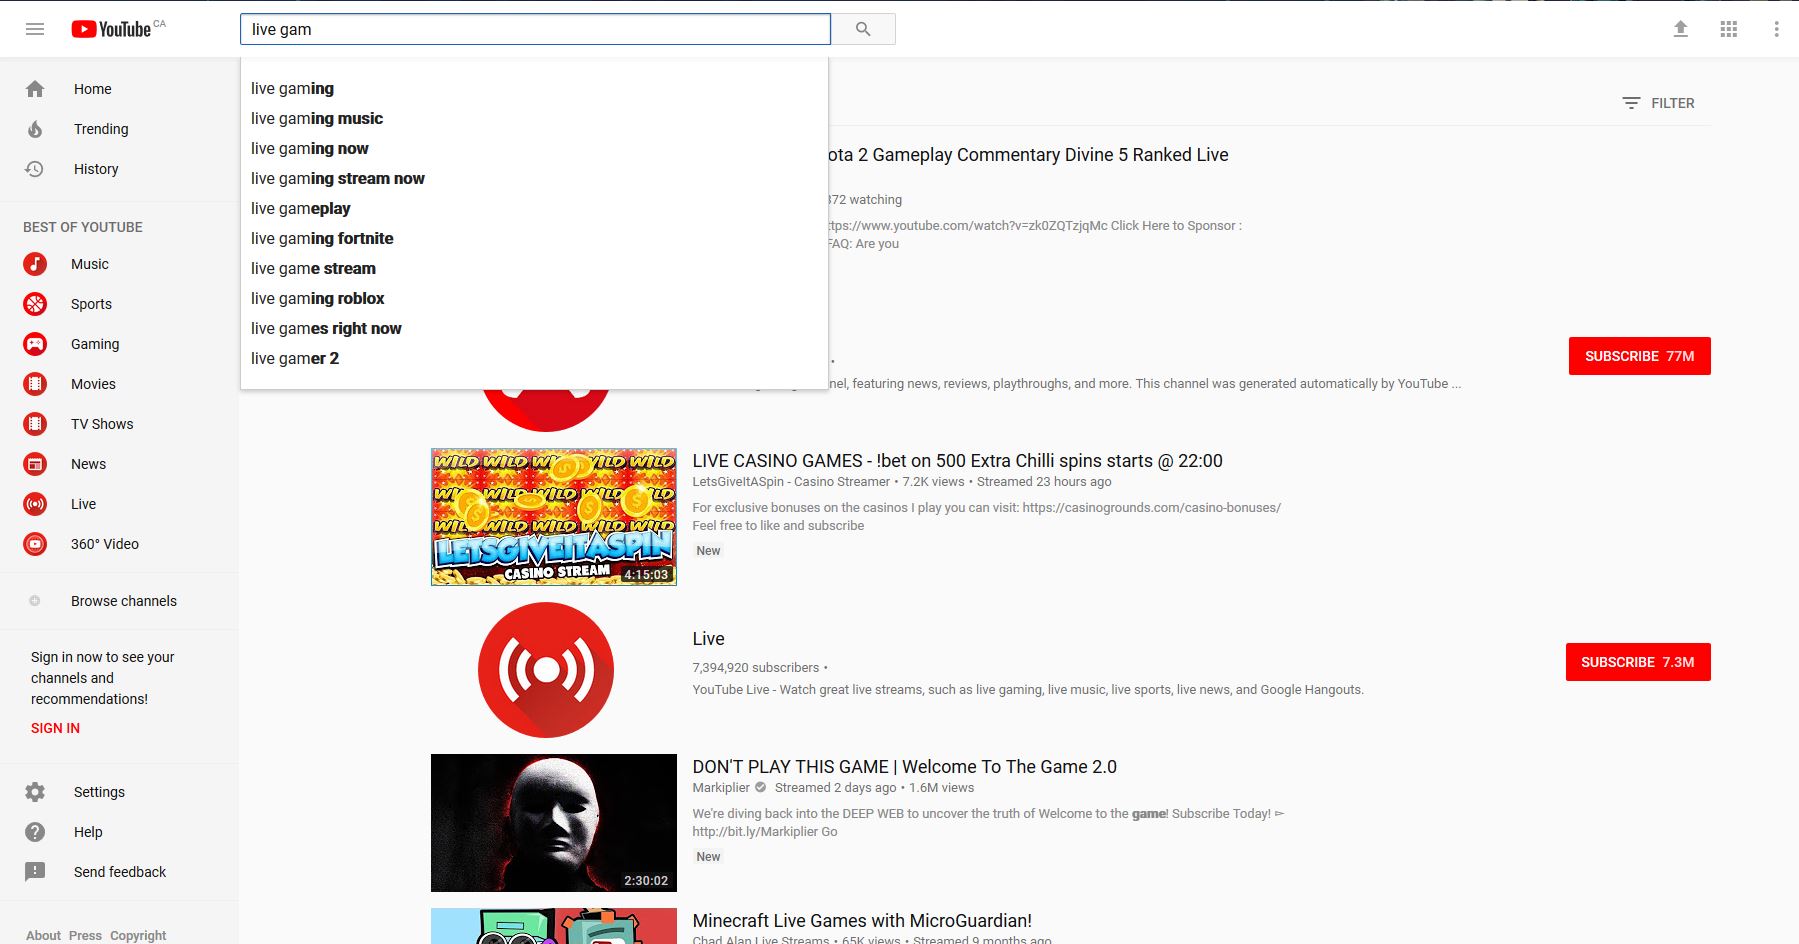 YouTube CA
live gam
live gaming
live gaming music
live gaming now
live gaming stream now
live gameplay
live gaming fortnite
live game stream
live gaming roblox
live games right now
live gamer 2
Home
Trending
History
BEST OF YOUTUBE
Music
Sports
Gaming
Movies
TV Shows
News
Live
360° Video
Browse channels
Sign in now to see your
channels and
recommendations!
SIGN IN
Settings
Help
Send feedback
About Press Copyright
FILTER
ota 2 Gameplay Commentary Divine 5 Ranked Live
372 watching
ttps://www.youtube.com/watch?v=zk0ZQTzjqMc Click Here to Sponsor :
FAQ: Are you
SUBSCRIBE 77M
nel, featuring news, reviews, playthroughs, and more. This channel was generated automatically by YouTube ...
WILD WILD WILD WILD WILD
LETSGIVEITASPIN
CASINO STREAM
4:15:03
LIVE CASINO GAMES - !bet on 500 Extra Chilli spins starts @ 22:00
LetsGiveItASpin - Casino Streamer • 7.2K views • Streamed 23 hours ago
For exclusive bonuses on the casinos I play you can visit: https://casinogrounds.com/casino-bonuses/
Feel free to like and subscribe
New
Live
7,394,920 subscribers •
YouTube Live - Watch great live streams, such as live gaming, live music, live sports, live news, and Google Hangouts.
SUBSCRIBE 7.3M
2:30:02
DON'T PLAY THIS GAME | Welcome To The Game 2.0
Markiplier Streamed 2 days ago • 1.6M views
We're diving back into the DEEP WEB to uncover the truth of Welcome to the game! Subscribe Today! ►
http://bit.ly/Markiplier Go
New
Minecraft Live Games with MicroGuardian!
Chad Alan Live Streams • 65K views • Streamed 9 months ago